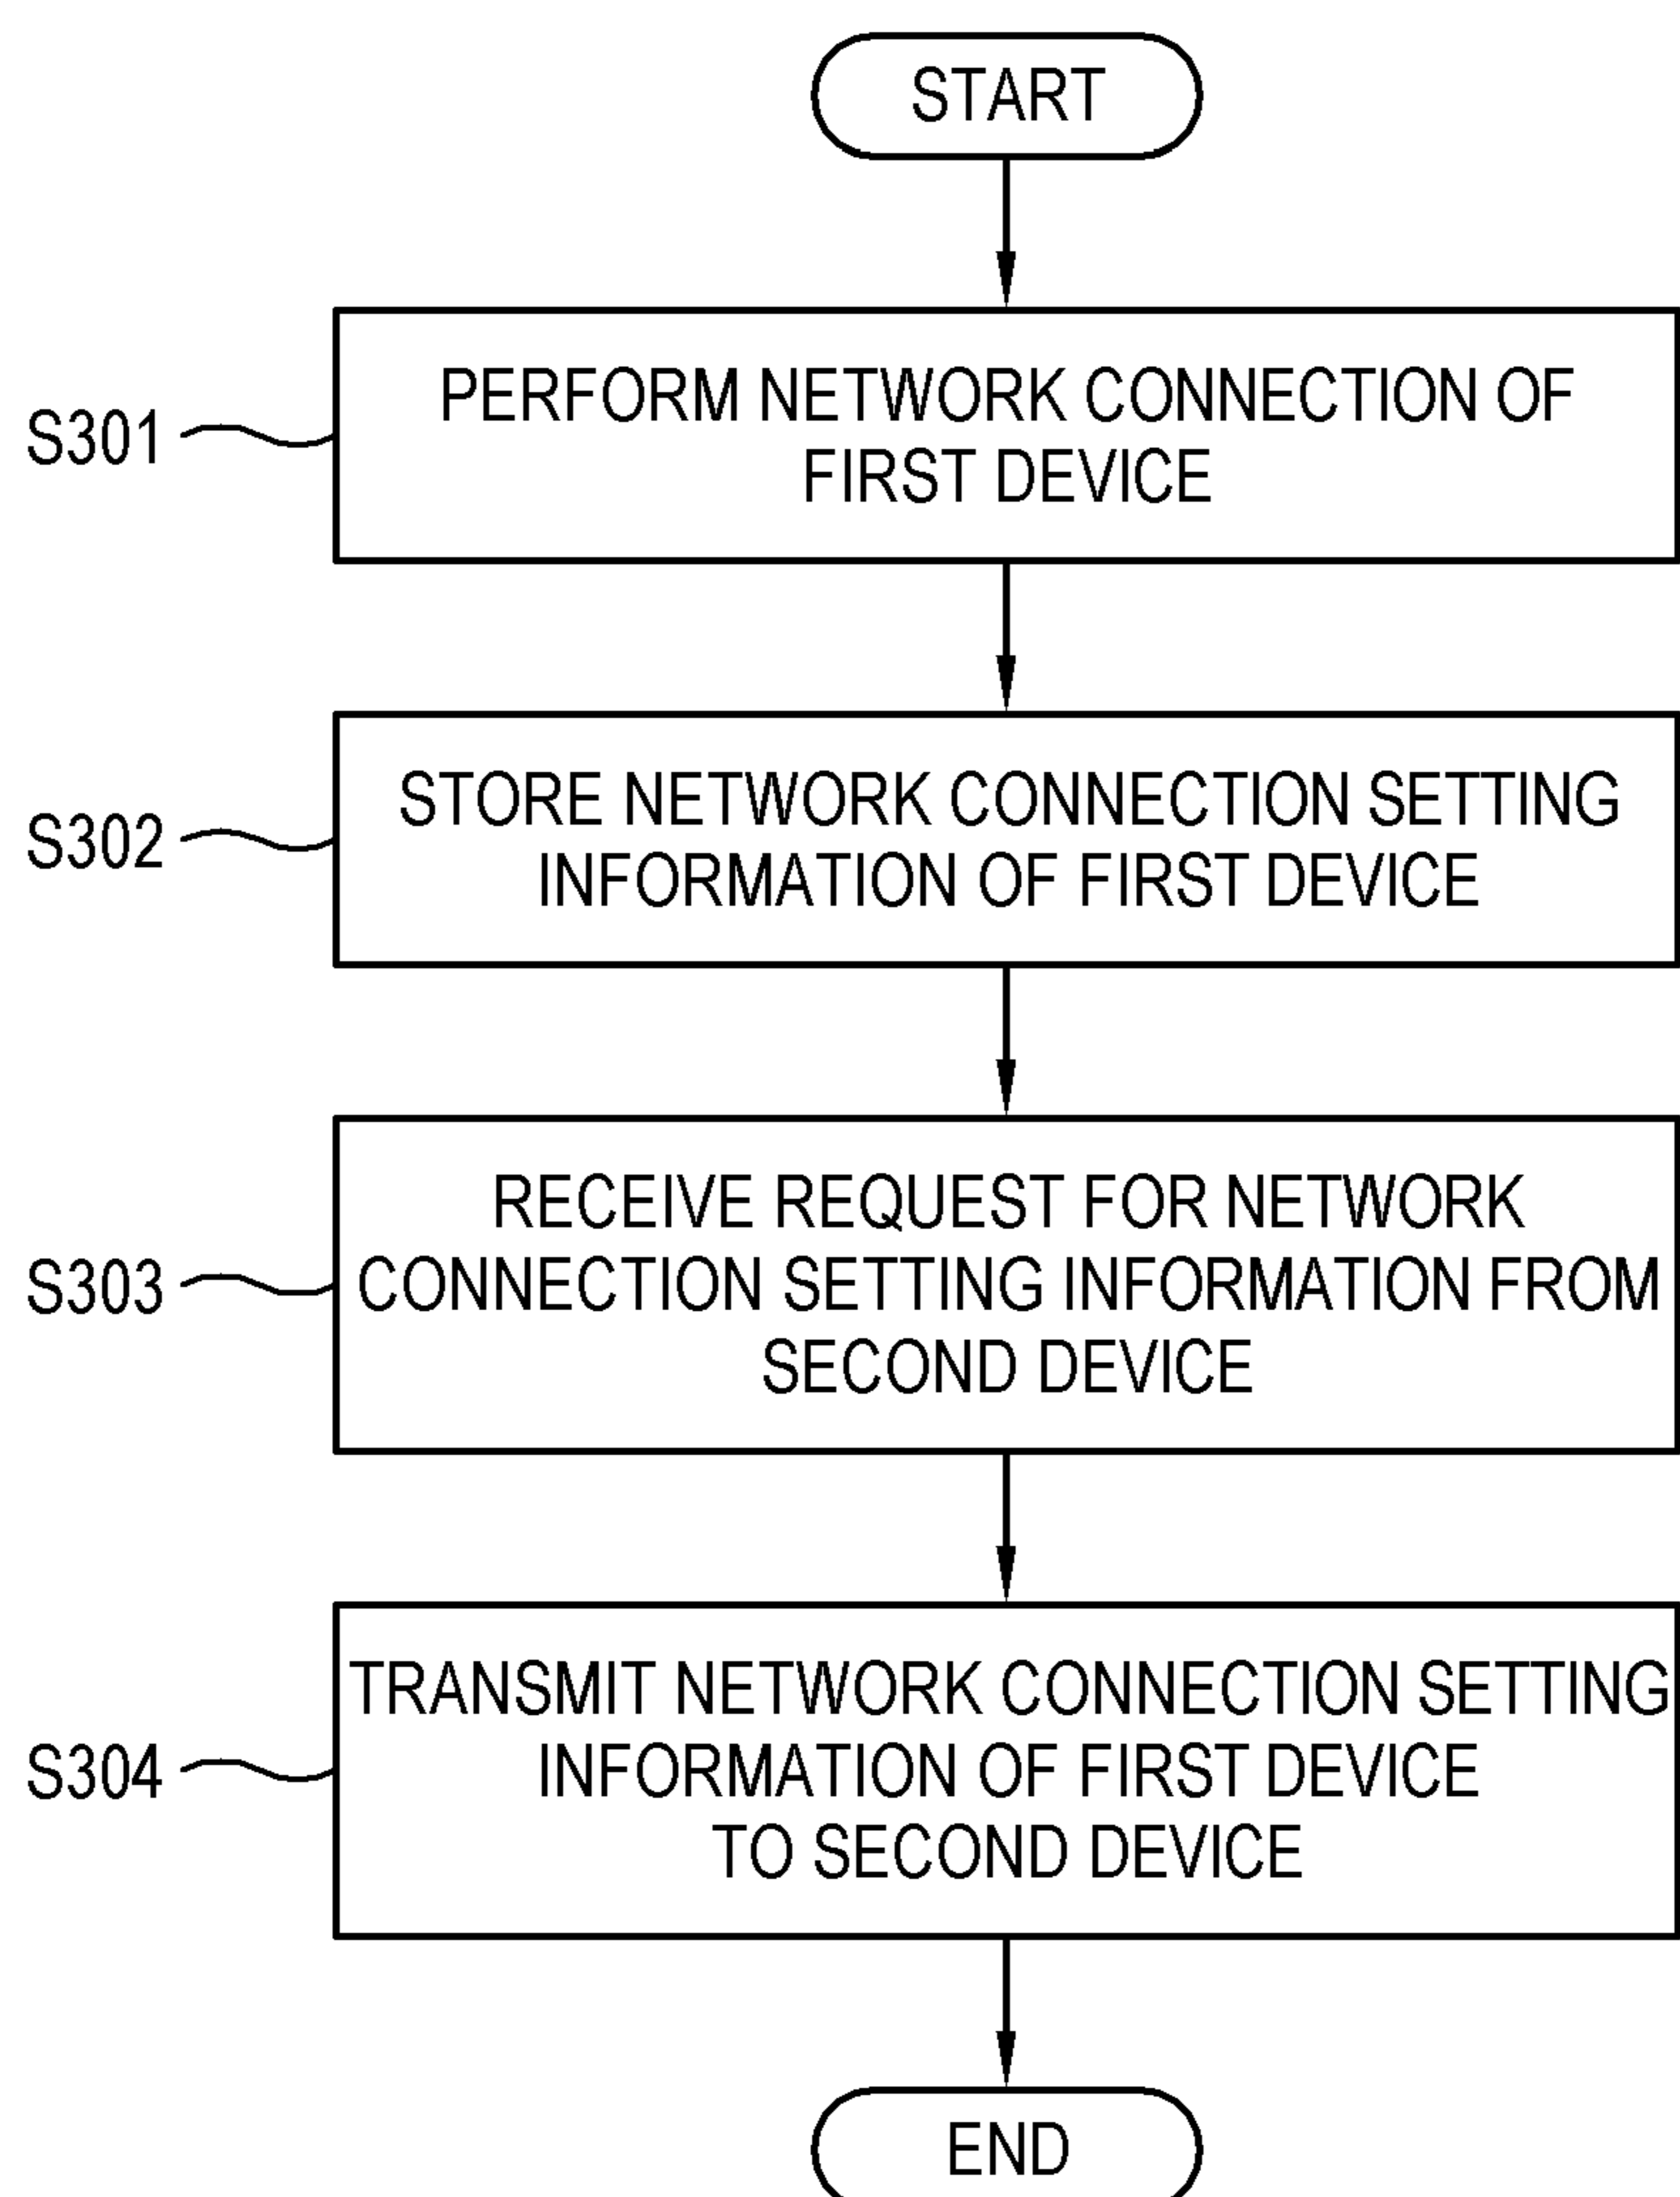 START
S301
PERFORM NETWORK CONNECTION OF
FIRST DEVICE
S302
STORE NETWORK CONNECTION SETTING
INFORMATION OF FIRST DEVICE
S303
RECEIVE REQUEST FOR NETWORK
CONNECTION SETTING INFORMATION FROM
SECOND DEVICE
S304
TRANSMIT NETWORK CONNECTION SETTING
INFORMATION OF FIRST DEVICE
TO SECOND DEVICE
END